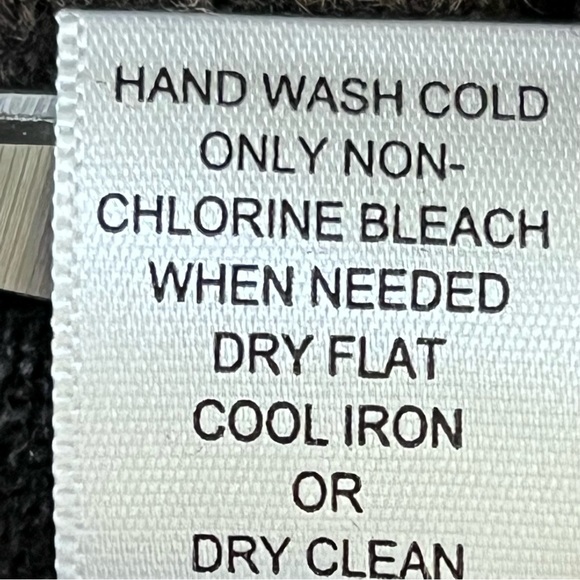 HAND WASH COLD
ONLY NON-
CHLORINE BLEACH
WHEN NEEDED
DRY FLAT
COOL IRON
OR
DRY CLEAN